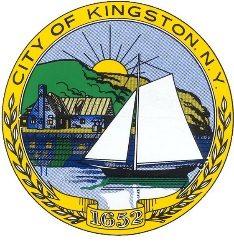 CITY OF KINGSTON, N.Y.
1652